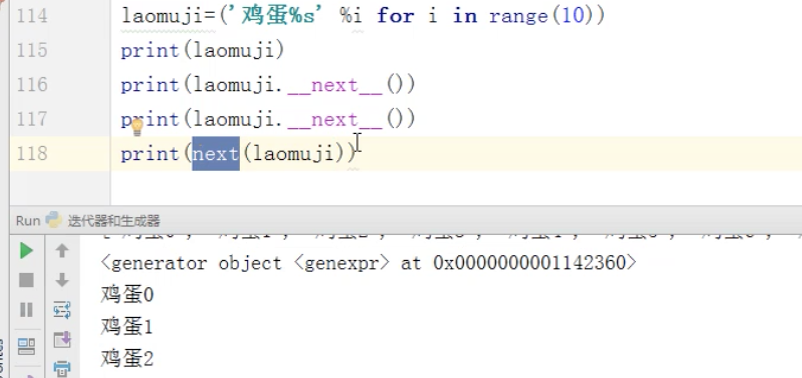 114 laomuji=('鸡蛋%s' %i for i in range(10))
115 print(laomuji)
116 print(laomuji.__next__())
117 print(laomuji.__next__())
118 print(next(laomuji))
Run 迭代器和生成器
<generator object <genexpr> at 0x0000000001142360>
鸡蛋0
鸡蛋1
鸡蛋2